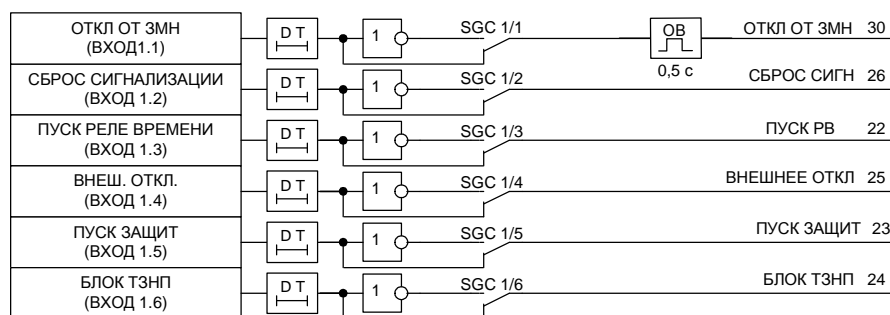 ОТКЛ ОТ ЗМН
(ВХОД1.1)
D T
1
SGC 1/1
ОВ
0,5 с
ОТКЛ ОТ ЗМН 30
СБРОС СИГНАЛИЗАЦИИ
(ВХОД 1.2)
D T
1
SGC 1/2
СБРОС СИГН 26
ПУСК РЕЛЕ ВРЕМЕНИ
(ВХОД 1.3)
D T
1
SGC 1/3
ПУСК РВ 22
ВНЕШ. ОТКЛ.
(ВХОД 1.4)
D T
1
SGC 1/4
ВНЕШНЕЕ ОТКЛ 25
ПУСК ЗАЩИТ
(ВХОД 1.5)
D T
1
SGC 1/5
ПУСК ЗАЩИТ 23
БЛОК ТЗНП
(ВХОД 1.6)
D T
1
SGC 1/6
БЛОК ТЗНП 24